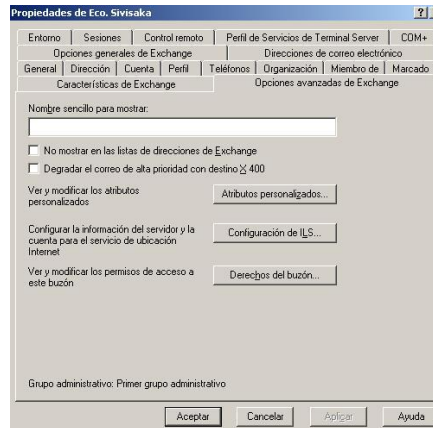 Propiedades de Eco. Sivisaka
Entorno Sesiones Control remoto Perfil de Servicios de Terminal Server COM+
Opciones generales de Exchange Direcciones de correo electrónico
General Dirección Cuenta Perfil Teléfonos Organización Miembro de Marcado
Características de Exchange Opciones avanzadas de Exchange
Nombre sencillo para mostrar:
No mostrar en las listas de direcciones de Exchange
Degradar el correo de alta prioridad con destino X 400
Ver y modificar los atributos
personalizados
Atributos personalizados...
Configurar la información del servidor y la
cuenta para el servicio de ubicación
Internet
Configuración de ILS...
Ver y modificar los permisos de acceso a
este buzón
Derechos del buzón...
Grupo administrativo: Primer grupo administrativo
Aceptar Cancelar Aplicar Ayuda